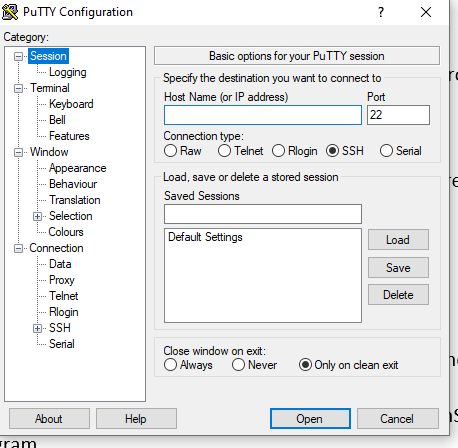 PuTTY Configuration
?
Category:
Session
Logging
Terminal
Keyboard
Bell
Features
Window
Appearance
Behaviour
Translation
Selection
Colours
Connection
Data
Proxy
Telnet
Rlogin
SSH
Serial
Basic options for your PuTTY session
Specify the destination you want to connect to
Host Name (or IP address) Port
22
Connection type:
Raw Telnet Rlogin SSH Serial
Load, save or delete a stored session
Saved Sessions
Default Settings
Load
Save
Delete
Close window on exit:
Always Never Only on clean exit
About Help Open Cancel
gram